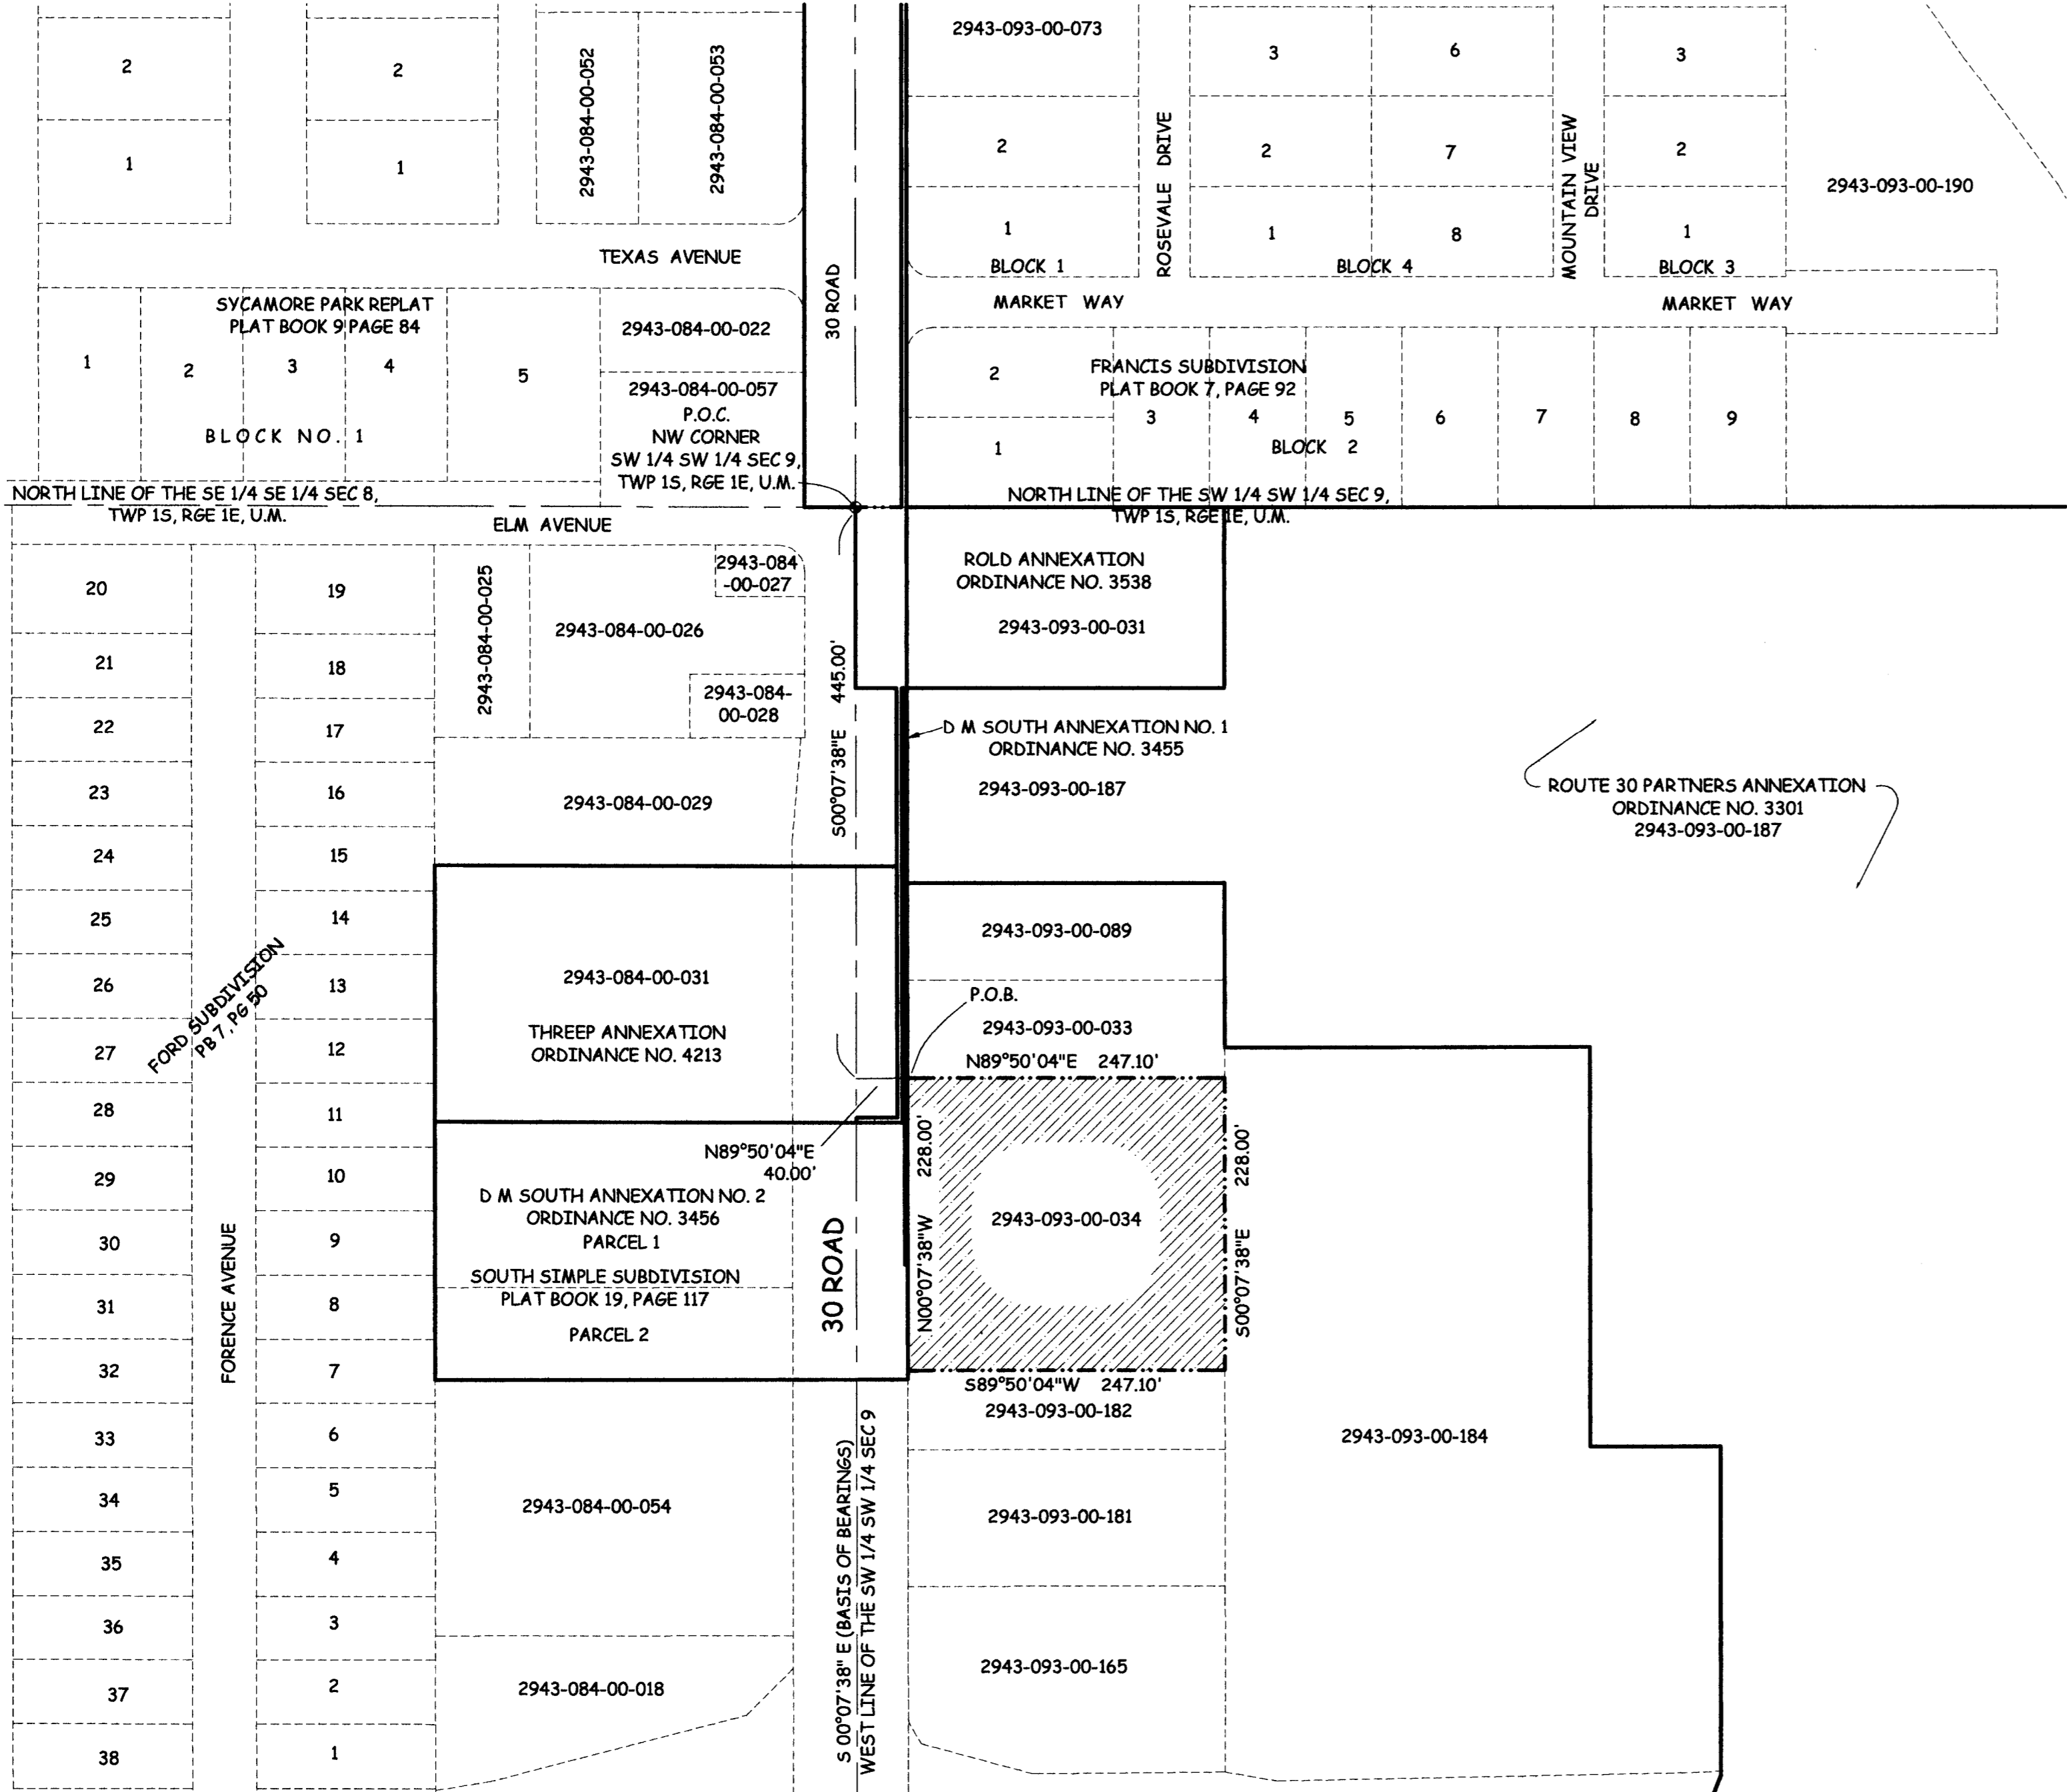 2943-093-00-073
2
2
2943-084-00-052
2943-084-00-053
3
6
3
1
1
2
ROSEVALE DRIVE
2
7
MOUNTAIN VIEW
DRIVE
2
2943-093-00-190
1
1
8
1
TEXAS AVENUE
BLOCK 1
BLOCK 4
BLOCK 3
30 ROAD
MARKET WAY
MARKET WAY
SYCAMORE PARK REPLAT
PLAT BOOK 9 PAGE 84
2943-084-00-022
1
2
3
4
5
2943-084-00-057
BLOCK NO. 1
P.O.C.
NW CORNER
SW 1/4 SW 1/4 SEC 9,
TWP 1S, RGE 1E, U.M.
FRANCIS SUBDIVISION
PLAT BOOK 7, PAGE 92
2
3
4
5
6
7
8
9
1
BLOCK 2
NORTH LINE OF THE SE 1/4 SE 1/4 SEC 8,
TWP 1S, RGE 1E, U.M.
NORTH LINE OF THE SW 1/4 SW 1/4 SEC 9,
TWP 1S, RGE 1E, U.M.
ELM AVENUE
20
19
2943-084-00-025
2943-084
-00-027
2943-084-00-026
ROLD ANNEXATION
ORDINANCE NO. 3538
2943-093-00-031
21
18
2943-084-
00-028
S00°07'38"E 445.00'
22
17
D M SOUTH ANNEXATION NO. 1
ORDINANCE NO. 3455
2943-093-00-187
23
16
2943-084-00-029
ROUTE 30 PARTNERS ANNEXATION
ORDINANCE NO. 3301
2943-093-00-187
24
15
25
14
2943-093-00-089
26
13
2943-084-00-031
FORD SUBDIVISION
PB 7, PG 50
P.O.B.
27
12
THREEP ANNEXATION
ORDINANCE NO. 4213
2943-093-00-033
N89°50'04"E 247.10'
28
11
N89°50'04"E
40.00'
29
10
D M SOUTH ANNEXATION NO. 2
ORDINANCE NO. 3456
PARCEL 1
N00°07'38"W 228.00'
2943-093-00-034
S00°07'38"E 228.00'
30
9
FORENCE AVENUE
30 ROAD
SOUTH SIMPLE SUBDIVISION
PLAT BOOK 19, PAGE 117
31
8
PARCEL 2
32
7
S89°50'04"W 247.10'
2943-093-00-182
33
6
S 00°07'38" E (BASIS OF BEARINGS)
WEST LINE OF THE SW 1/4 SW 1/4 SEC 9
2943-093-00-184
34
5
2943-084-00-054
2943-093-00-181
35
4
36
3
2943-093-00-165
37
2
2943-084-00-018
38
1